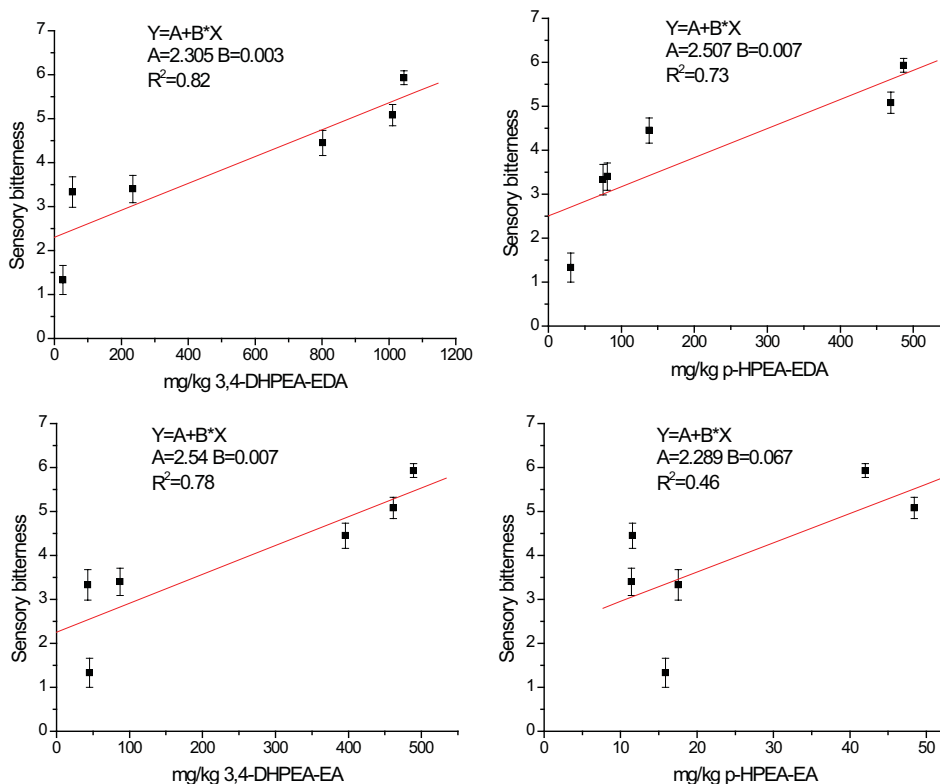 Y=A+B*X
A=2.305 B=0.003
R²=0.82
Sensory bitterness
7
6
5
4
3
2
1
0
0 200 400 600 800 1000 1200
mg/kg 3,4-DHPEA-EDA
Y=A+B*X
A=2.507 B=0.007
R²=0.73
Sensory bitterness
7
6
5
4
3
2
1
0
0 100 200 300 400 500
mg/kg p-HPEA-EDA
Y=A+B*X
A=2.54 B=0.007
R²=0.78
Sensory bitterness
7
6
5
4
3
2
1
0
0 100 200 300 400 500
mg/kg 3,4-DHPEA-EA
Y=A+B*X
A=2.289 B=0.067
R²=0.46
Sensory bitterness
7
6
5
4
3
2
1
0
0 10 20 30 40 50
mg/kg p-HPEA-EA